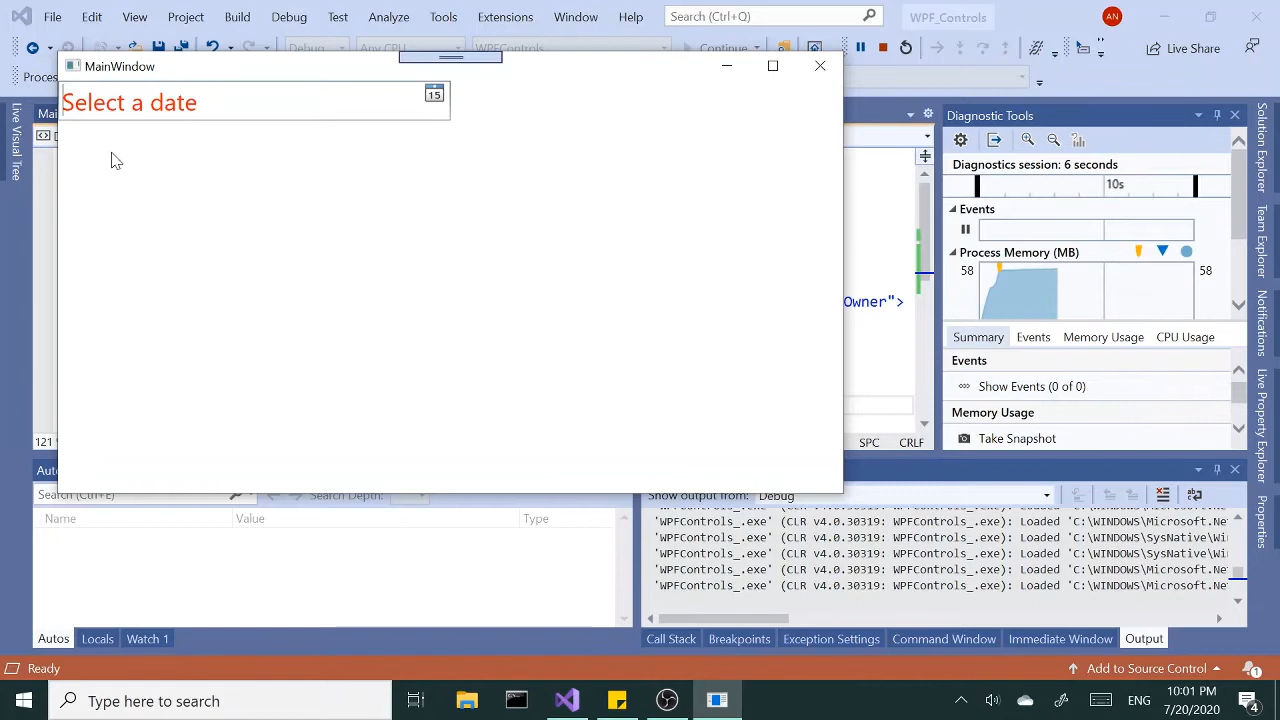 File Edit View Project Build Debug Test Analyze Tools Extensions Window Help Search (Ctrl+Q) WPF_Controls AN
Debug Any CPU WPFControls Continue Live Share
MainWindow
Select a date
15
Live Visual Tree
Owner">
121
SPC CRLF
Diagnostic Tools
Diagnostics session: 6 seconds
10s
Events
Process Memory (MB)
58 58
Summary Events Memory Usage CPU Usage
Events
Show Events (0 of 0)
Memory Usage
Take Snapshot
Solution Explorer
Team Explorer
Notifications
Live Property Explorer
Properties
Search (Ctrl+E) Search Depth:
Name Value Type
Show output from: Debug
'WPFControls_.exe' (CLR v4.0.30319: WPFControls_.exe): Loaded 'C:\WINDOWS\Microsoft.Ne
'WPFControls_.exe' (CLR v4.0.30319: WPFControls_.exe): Loaded 'C:\WINDOWS\SysNative\Wi
'WPFControls_.exe' (CLR v4.0.30319: WPFControls_.exe): Loaded 'C:\WINDOWS\SysNative\Wi
'WPFControls_.exe' (CLR v4.0.30319: WPFControls_.exe): Loaded 'C:\WINDOWS\Microsoft.Ne
'WPFControls_.exe' (CLR v4.0.30319: WPFControls_.exe): Loaded 'C:\WINDOWS\Microsoft.Ne
Autos Locals Watch 1
Call Stack Breakpoints Exception Settings Command Window Immediate Window Output
Ready
Add to Source Control
1
Type here to search
ENG
7/20/2020
4